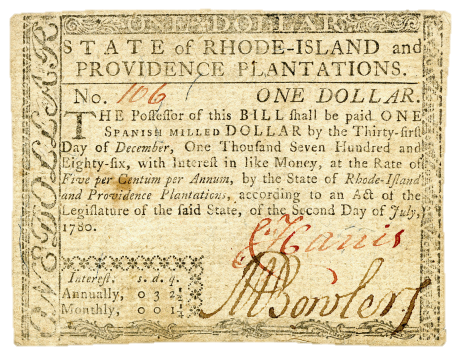 ONE DOLLAR
ONE DOLLAR
STATE of RHODE-ISLAND and
PROVIDENCE PLANTATIONS.
No. 106 ONE DOLLAR.
THE Poſſeſſor of this BILL ſhall be paid ONE
SPANISH MILLED DOLLAR by the Thirty-firſt
Day of December, One Thouſand Seven Hundred and
Eighty-ſix, with Intereſt in like Money, at the Rate of
Five per Centum per Annum, by the State of Rhode-Iſland
and Providence Plantations, according to an Act of the
Legiſlature of the ſaid State, of the Second Day of July,
1780.
C Harris
Intereſt. s. d. q.
Annually, 0 3 2½
Monthly, 0 0 1¼
M Bowler